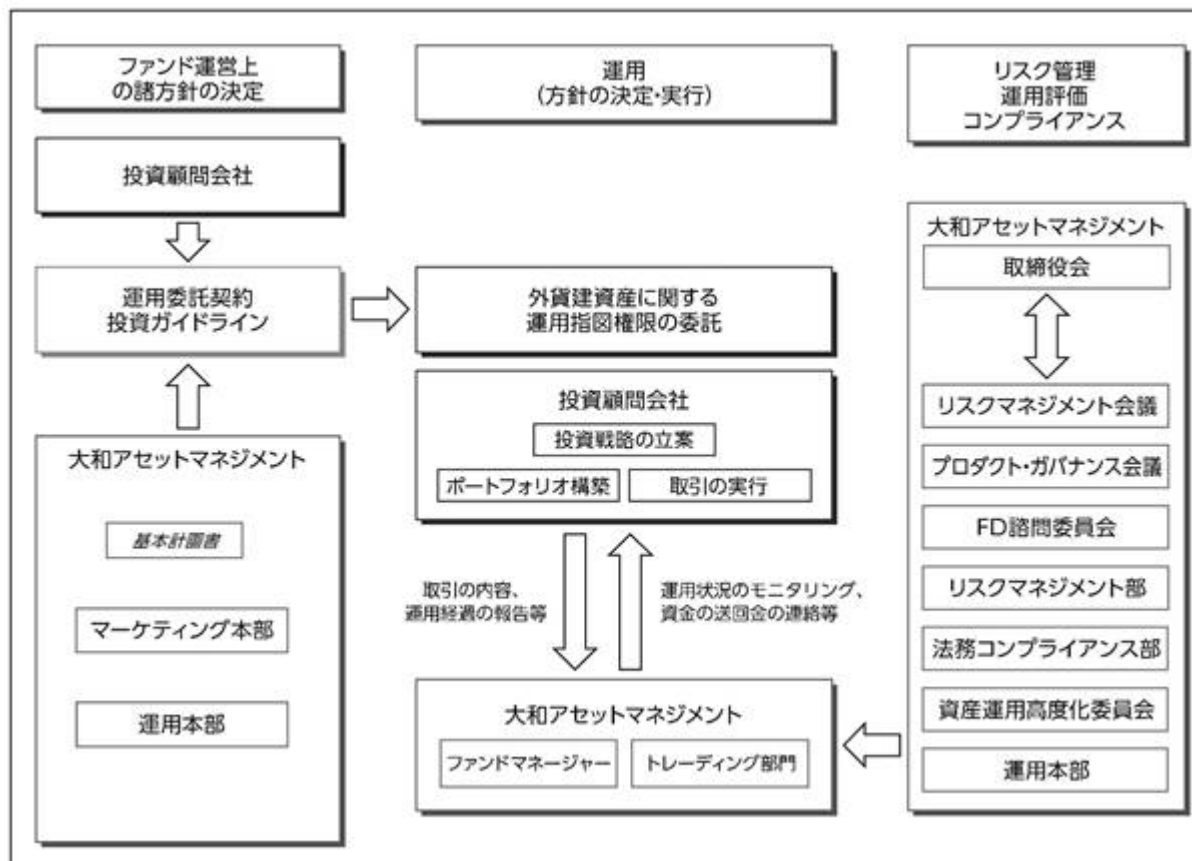 ファンド運営上
の諸方針の決定
運用
(方針の決定・実行)
リスク管理
運用評価
コンプライアンス
投資顧問会社
運用委託契約
投資ガイドライン
外貨建資産に関する
運用指図権限の委託
大和アセットマネジメント
基本計画書
マーケティング本部
運用本部
投資顧問会社
投資戦略の立案
ポートフォリオ構築
取引の実行
取引の内容、
運用経過の報告等
運用状況のモニタリング、
資金の送回金の連絡等
大和アセットマネジメント
ファンドマネージャー
トレーディング部門
大和アセットマネジメント
取締役会
リスクマネジメント会議
プロダクト・ガバナンス会議
FD諮問委員会
リスクマネジメント部
法務コンプライアンス部
資産運用高度化委員会
運用本部